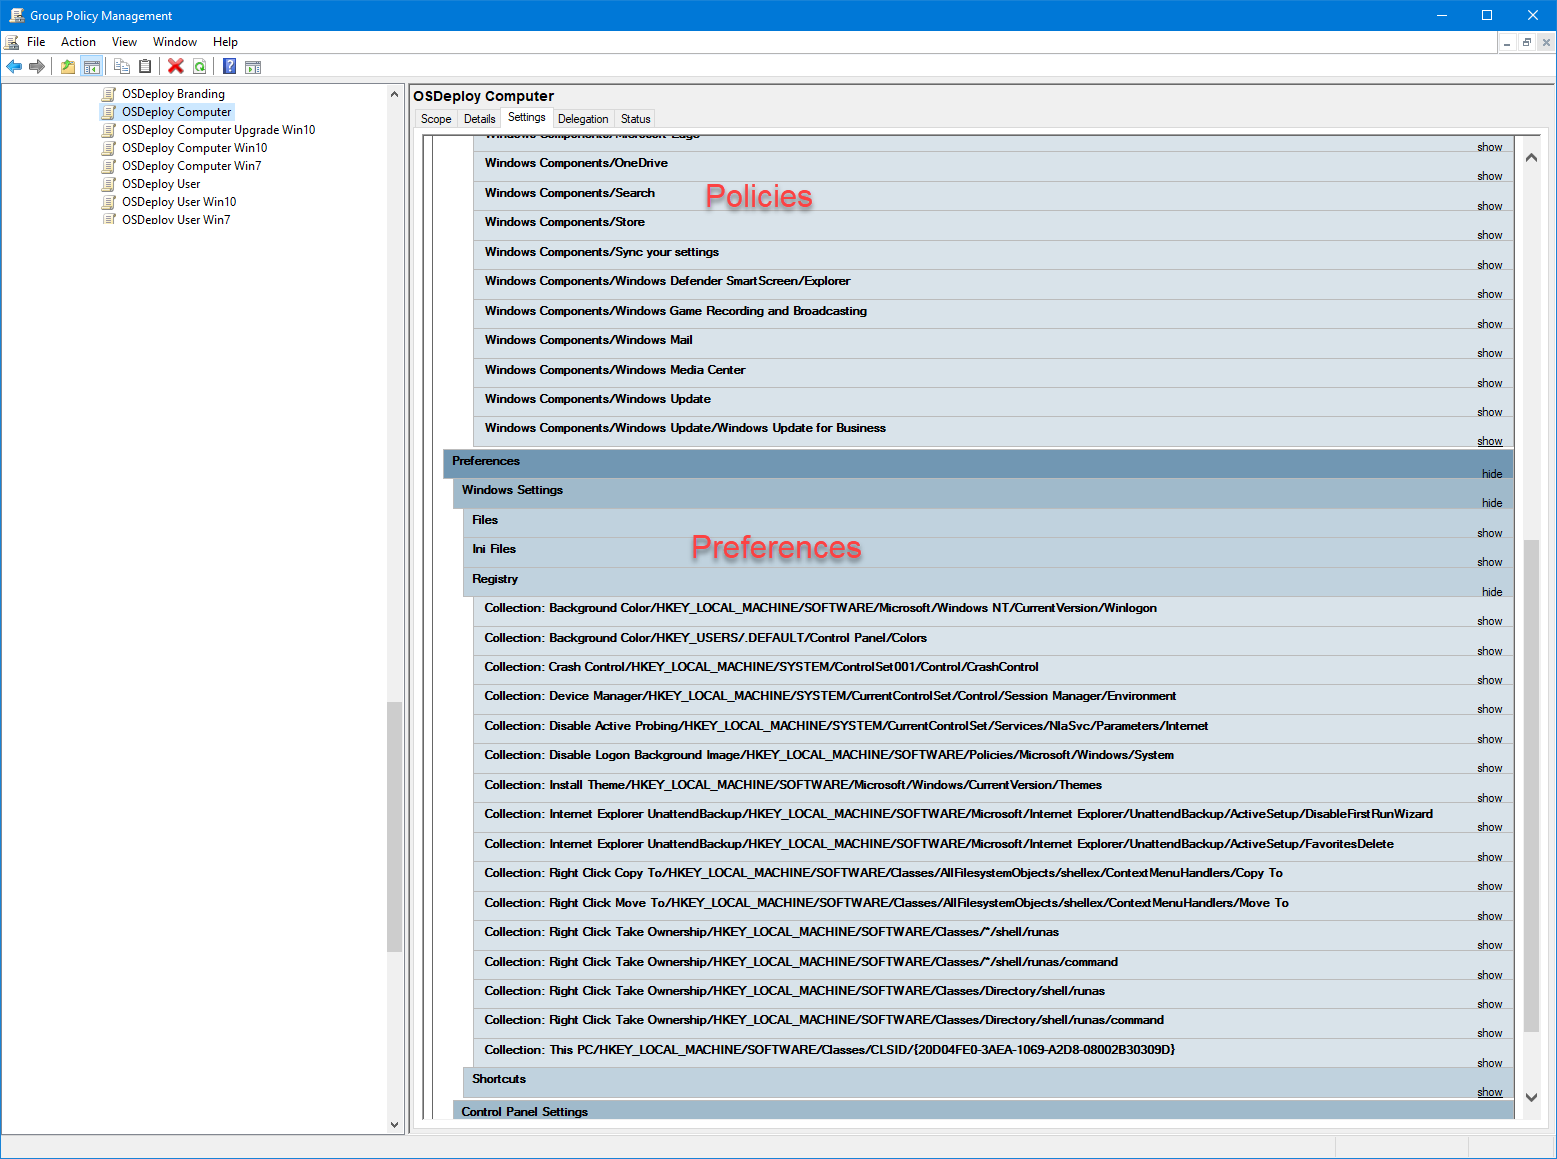 Group Policy Management
File Action View Window Help
OSDeploy Branding
OSDeploy Computer
OSDeploy Computer Upgrade Win10
OSDeploy Computer Win10
OSDeploy Computer Win7
OSDeploy User
OSDeploy User Win10
OSDeploy User Win7
OSDeploy Computer
Scope Details Settings Delegation Status
Windows Components/Microsoft Edge
show
Windows Components/OneDrive
show
Windows Components/Search
show
Policies
Windows Components/Store
show
Windows Components/Sync your settings
show
Windows Components/Windows Defender SmartScreen/Explorer
show
Windows Components/Windows Game Recording and Broadcasting
show
Windows Components/Windows Mail
show
Windows Components/Windows Media Center
show
Windows Components/Windows Update
show
Windows Components/Windows Update/Windows Update for Business
show
Preferences
hide
Windows Settings
hide
Files
show
Ini Files
show
Preferences
Registry
hide
Collection: Background Color/HKEY_LOCAL_MACHINE/SOFTWARE/Microsoft/Windows NT/CurrentVersion/Winlogon
show
Collection: Background Color/HKEY_USERS/.DEFAULT/Control Panel/Colors
show
Collection: Crash Control/HKEY_LOCAL_MACHINE/SYSTEM/ControlSet001/Control/CrashControl
show
Collection: Device Manager/HKEY_LOCAL_MACHINE/SYSTEM/CurrentControlSet/Control/Session Manager/Environment
show
Collection: Disable Active Probing/HKEY_LOCAL_MACHINE/SYSTEM/CurrentControlSet/Services/NlaSvc/Parameters/Internet
show
Collection: Disable Logon Background Image/HKEY_LOCAL_MACHINE/SOFTWARE/Policies/Microsoft/Windows/System
show
Collection: Install Theme/HKEY_LOCAL_MACHINE/SOFTWARE/Microsoft/Windows/CurrentVersion/Themes
show
Collection: Internet Explorer UnattendBackup/HKEY_LOCAL_MACHINE/SOFTWARE/Microsoft/Internet Explorer/UnattendBackup/ActiveSetup/DisableFirstRunWizard
show
Collection: Internet Explorer UnattendBackup/HKEY_LOCAL_MACHINE/SOFTWARE/Microsoft/Internet Explorer/UnattendBackup/ActiveSetup/FavoritesDelete
show
Collection: Right Click Copy To/HKEY_LOCAL_MACHINE/SOFTWARE/Classes/AllFilesystemObjects/shellex/ContextMenuHandlers/Copy To
show
Collection: Right Click Move To/HKEY_LOCAL_MACHINE/SOFTWARE/Classes/AllFilesystemObjects/shellex/ContextMenuHandlers/Move To
show
Collection: Right Click Take Ownership/HKEY_LOCAL_MACHINE/SOFTWARE/Classes/*/shell/runas
show
Collection: Right Click Take Ownership/HKEY_LOCAL_MACHINE/SOFTWARE/Classes/*/shell/runas/command
show
Collection: Right Click Take Ownership/HKEY_LOCAL_MACHINE/SOFTWARE/Classes/Directory/shell/runas
show
Collection: Right Click Take Ownership/HKEY_LOCAL_MACHINE/SOFTWARE/Classes/Directory/shell/runas/command
show
Collection: This PC/HKEY_LOCAL_MACHINE/SOFTWARE/Classes/CLSID/{20D04FE0-3AEA-1069-A2D8-08002B30309D}
show
Shortcuts
show
Control Panel Settings